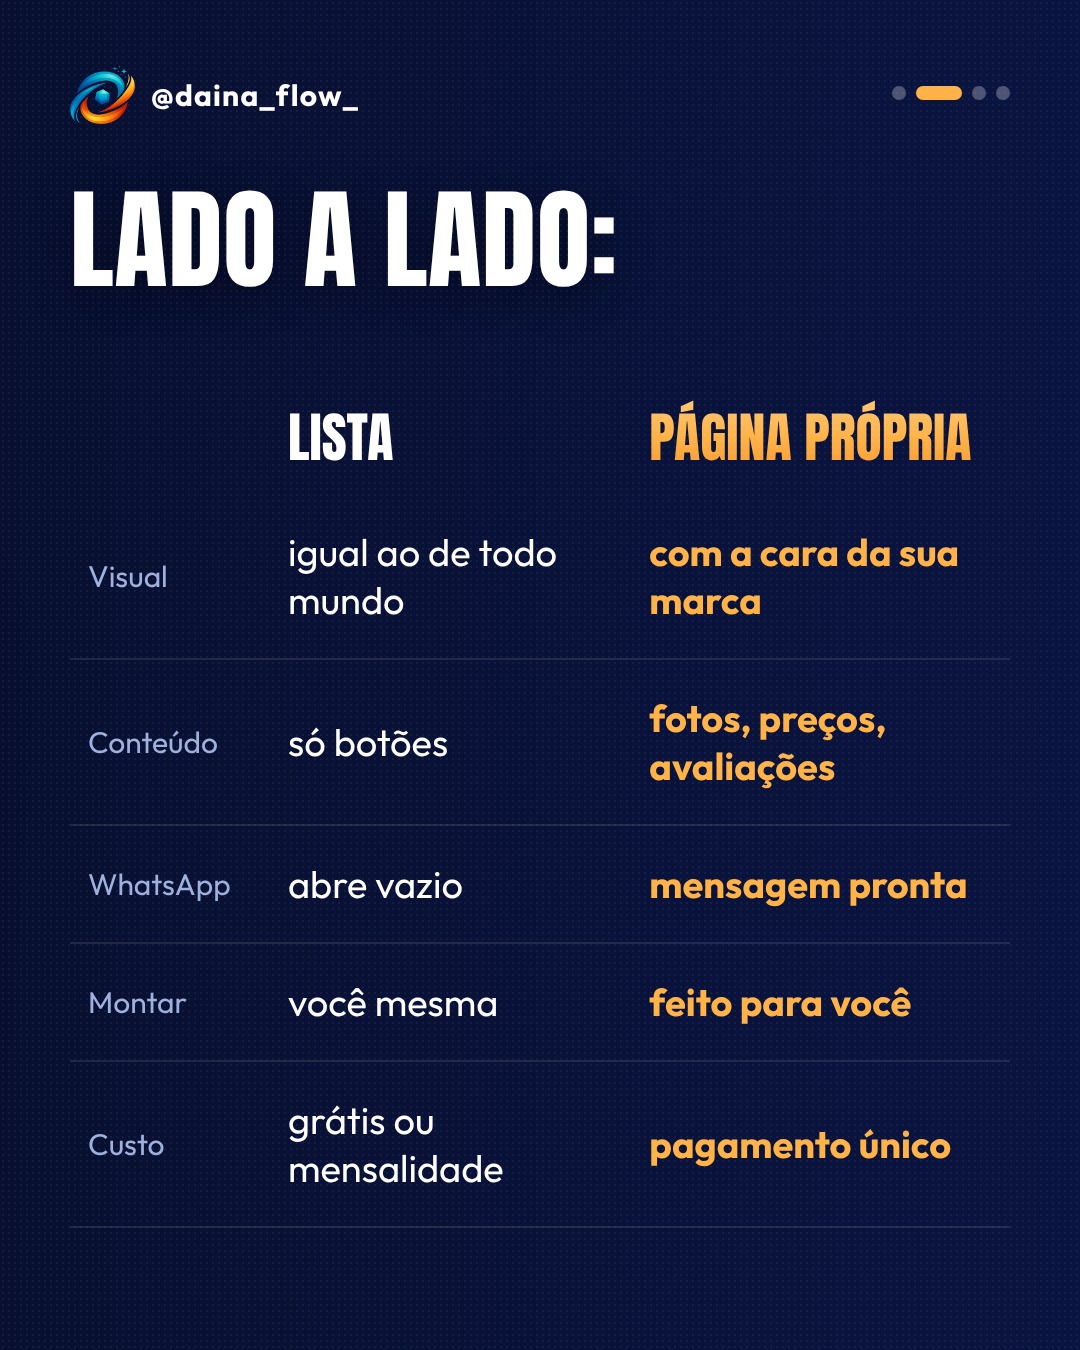 @daina_flow_
LADO A LADO:
LISTA
PÁGINA PRÓPRIA
Visual
igual ao de todo
mundo
com a cara da sua
marca
Conteúdo
só botões
fotos, preços,
avaliações
WhatsApp
abre vazio
mensagem pronta
Montar
você mesma
feito para você
Custo
grátis ou
mensalidade
pagamento único